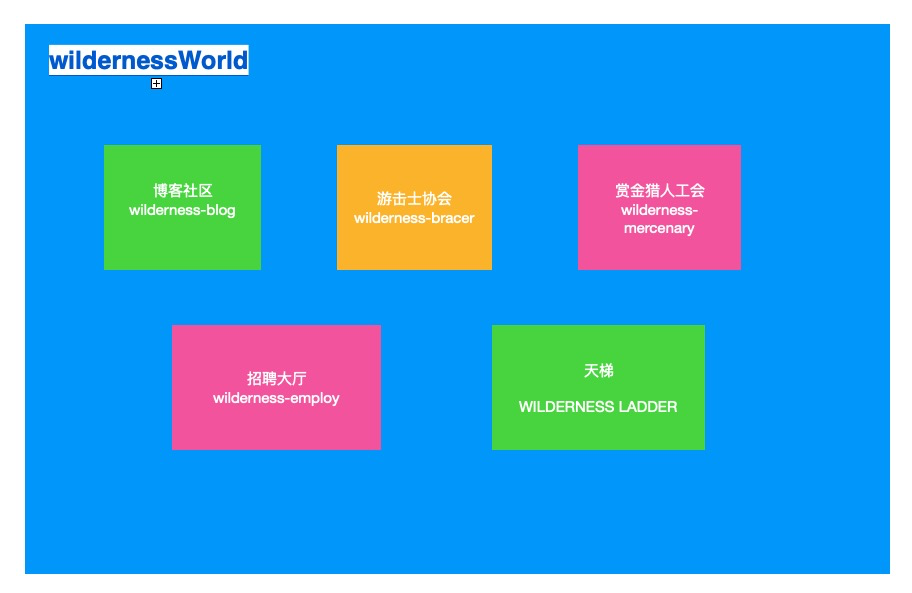 wildernessWorld
博客社区
wilderness-blog
游击士协会
wilderness-bracer
赏金猎人工会
wilderness-
mercenary
招聘大厅
wilderness-employ
天梯
WILDERNESS LADDER